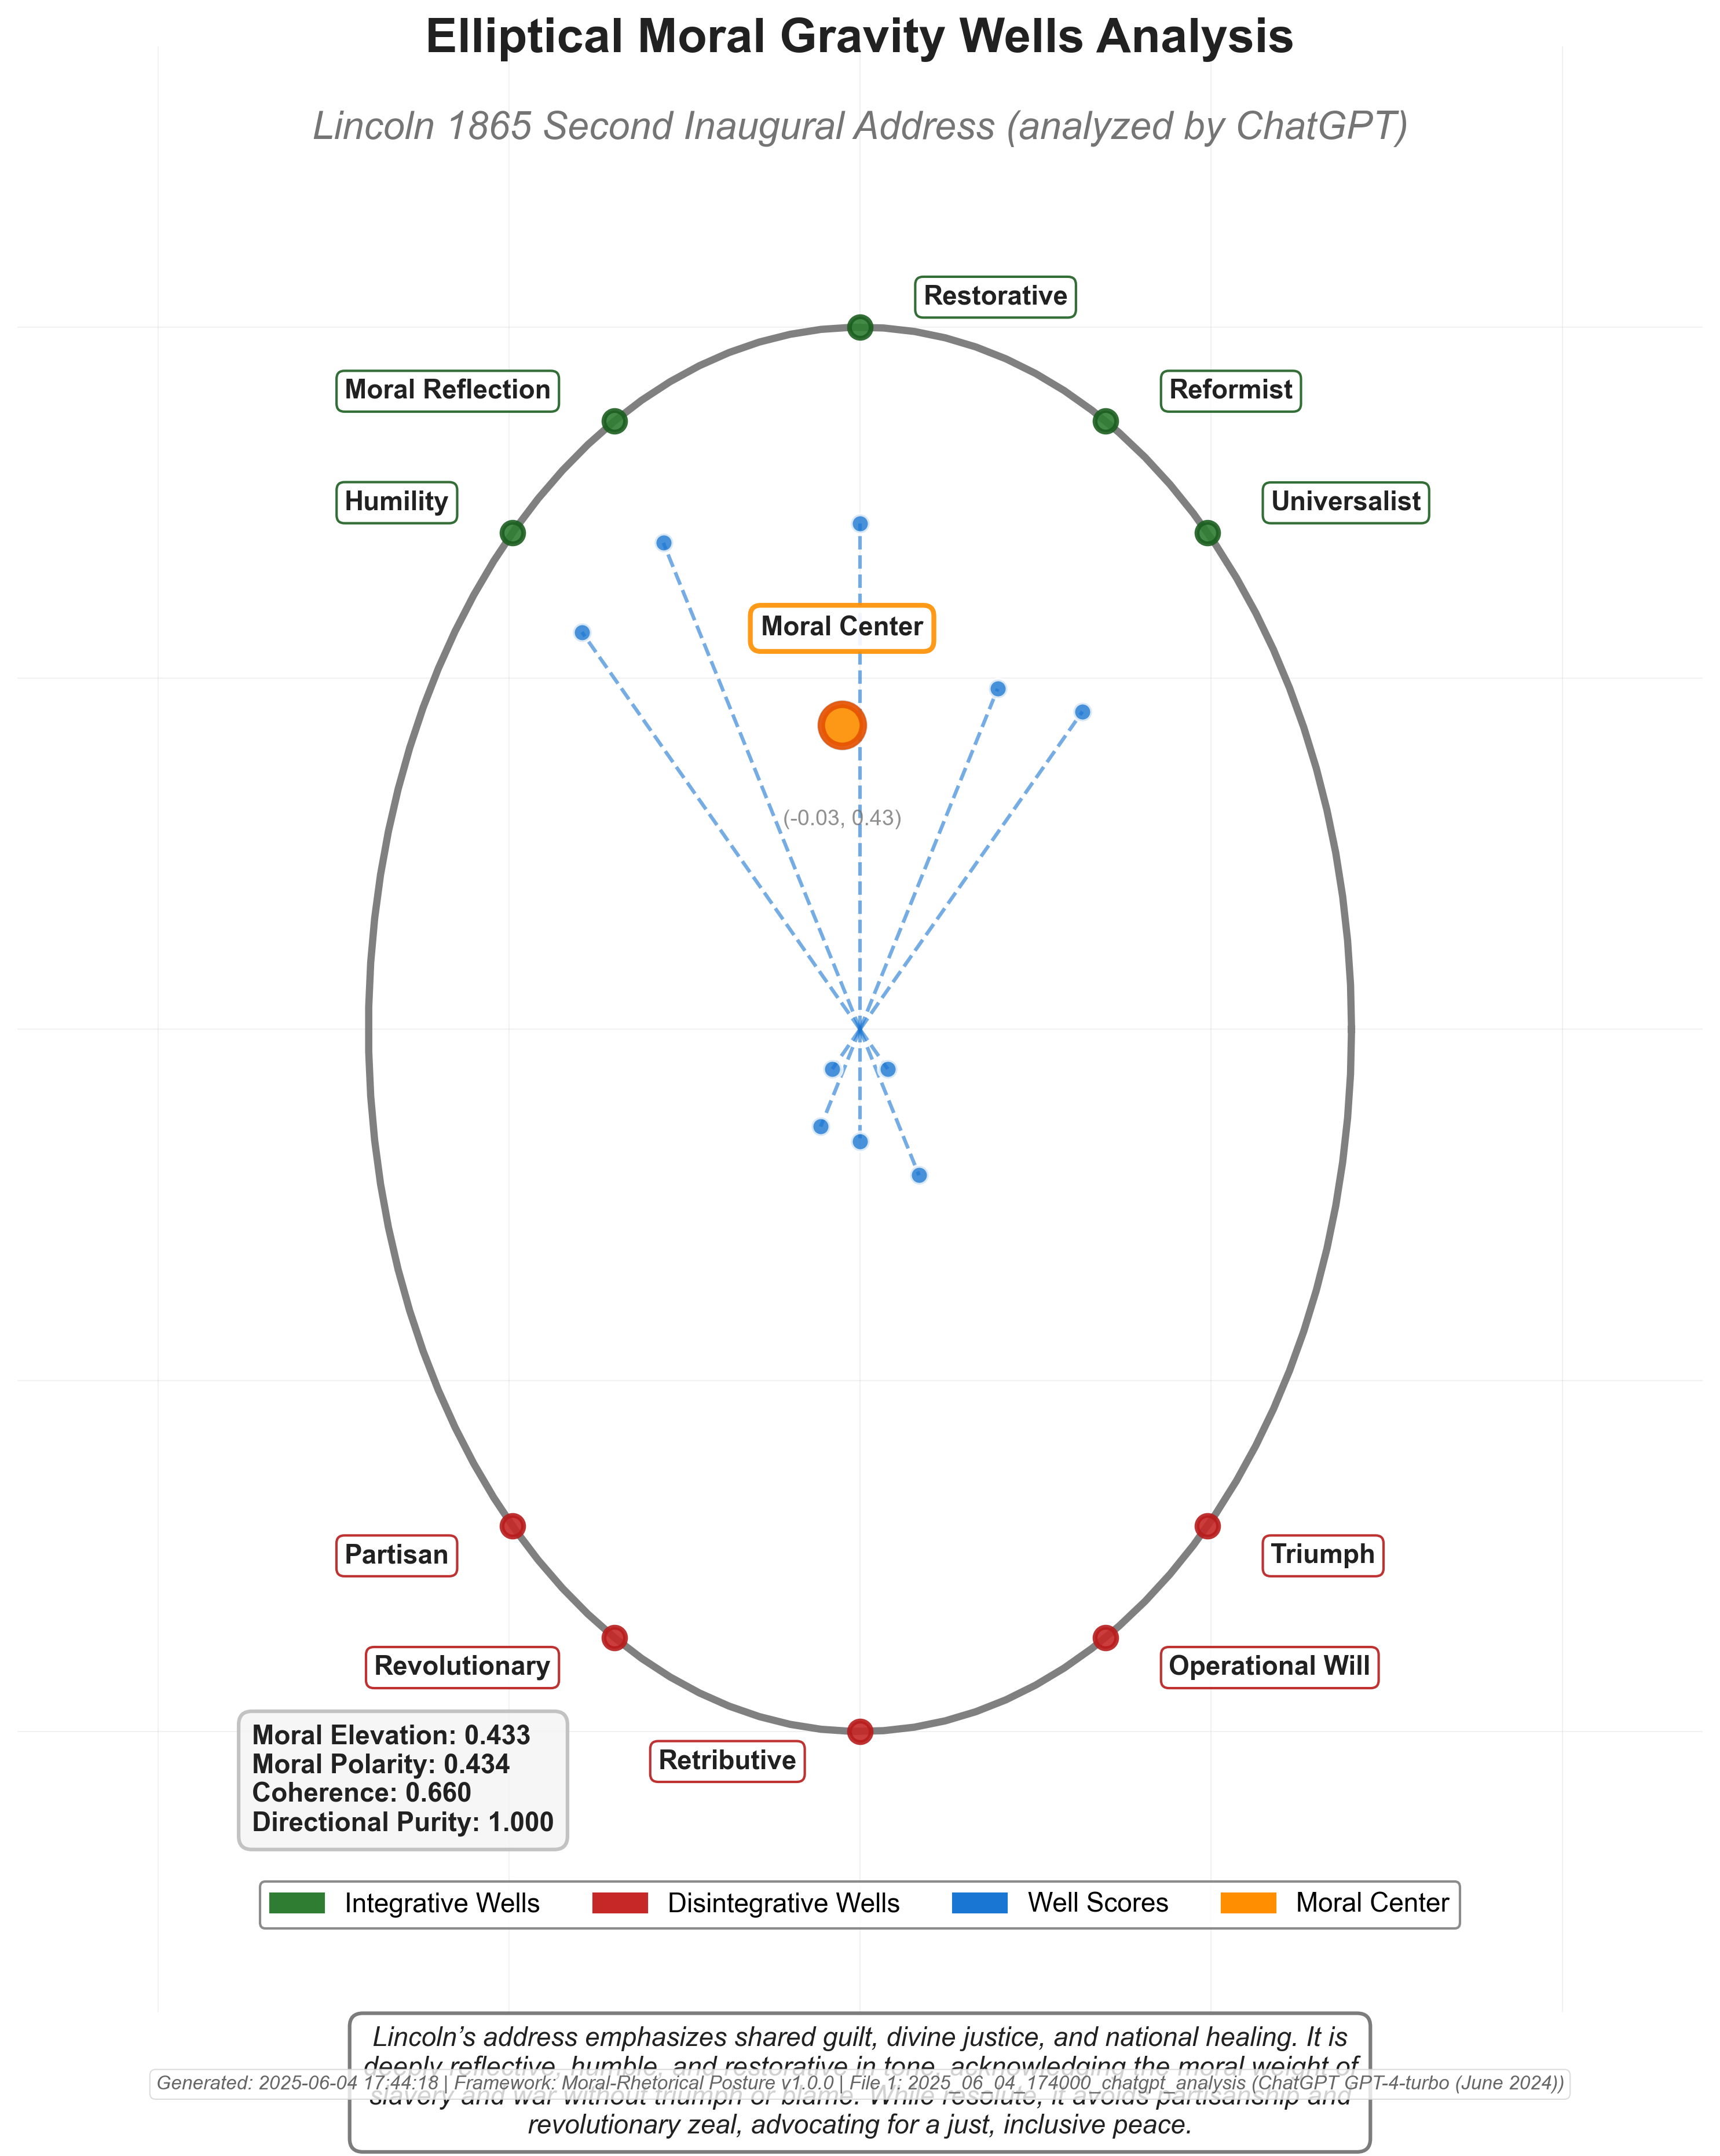 Elliptical Moral Gravity Wells Analysis
Lincoln 1865 Second Inaugural Address (analyzed by ChatGPT)
Restorative
Moral Reflection
Reformist
Humility
Universalist
Moral Center
(-0.03, 0.43)
Partisan
Triumph
Revolutionary
Operational Will
Retributive
Moral Elevation: 0.433
Moral Polarity: 0.434
Coherence: 0.660
Directional Purity: 1.000
Integrative Wells
Disintegrative Wells
Well Scores
Moral Center
Lincoln’s address emphasizes shared guilt, divine justice, and national healing. It is
deeply reflective, humble, and restorative in tone, acknowledging the moral weight of
Generated: 2025-06-04 17:44:18 | Framework: Moral-Rhetorical Posture v1.0.0 | File 1: 2025_06_04_174000_chatgpt_analysis (ChatGPT GPT-4-turbo (June 2024))
slavery and war without triumph or blame. While resolute, it avoids partisanship and
revolutionary zeal, advocating for a just, inclusive peace.